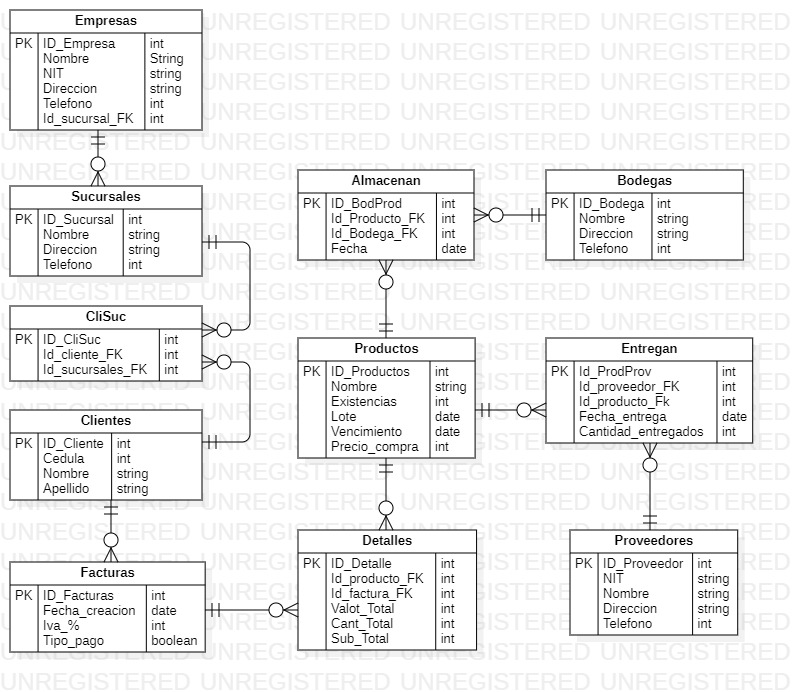 Empresas
PK ID_Empresa int
Nombre String
NIT string
Direccion string
Telefono int
Id_sucursal_FK int
Sucursales
PK ID_Sucursal int
Nombre string
Direccion string
Telefono int
CliSuc
PK ID_CliSuc int
Id_cliente_FK int
Id_sucursales_FK int
Clientes
PK ID_Cliente int
Cedula int
Nombre string
Apellido string
Facturas
PK ID_Facturas int
Fecha_creacion date
Iva_% int
Tipo_pago boolean
Almacenan
PK ID_BodProd int
Id_Producto_FK int
Id_Bodega_FK int
Fecha date
Bodegas
PK ID_Bodega int
Nombre string
Direccion string
Telefono int
Productos
PK ID_Productos int
Nombre string
Existencias int
Lote date
Vencimiento date
Precio_compra int
Entregan
PK Id_ProdProv int
Id_proveedor_FK int
Id_producto_Fk int
Fecha_entrega date
Cantidad_entregados int
Detalles
PK ID_Detalle int
Id_producto_FK int
Id_factura_FK int
Valot_Total int
Cant_Total int
Sub_Total int
Proveedores
PK ID_Proveedor int
NIT string
Nombre string
Direccion string
Telefono int
UNREGISTERED UNREGISTERED UNREGISTERED UNREGISTERED